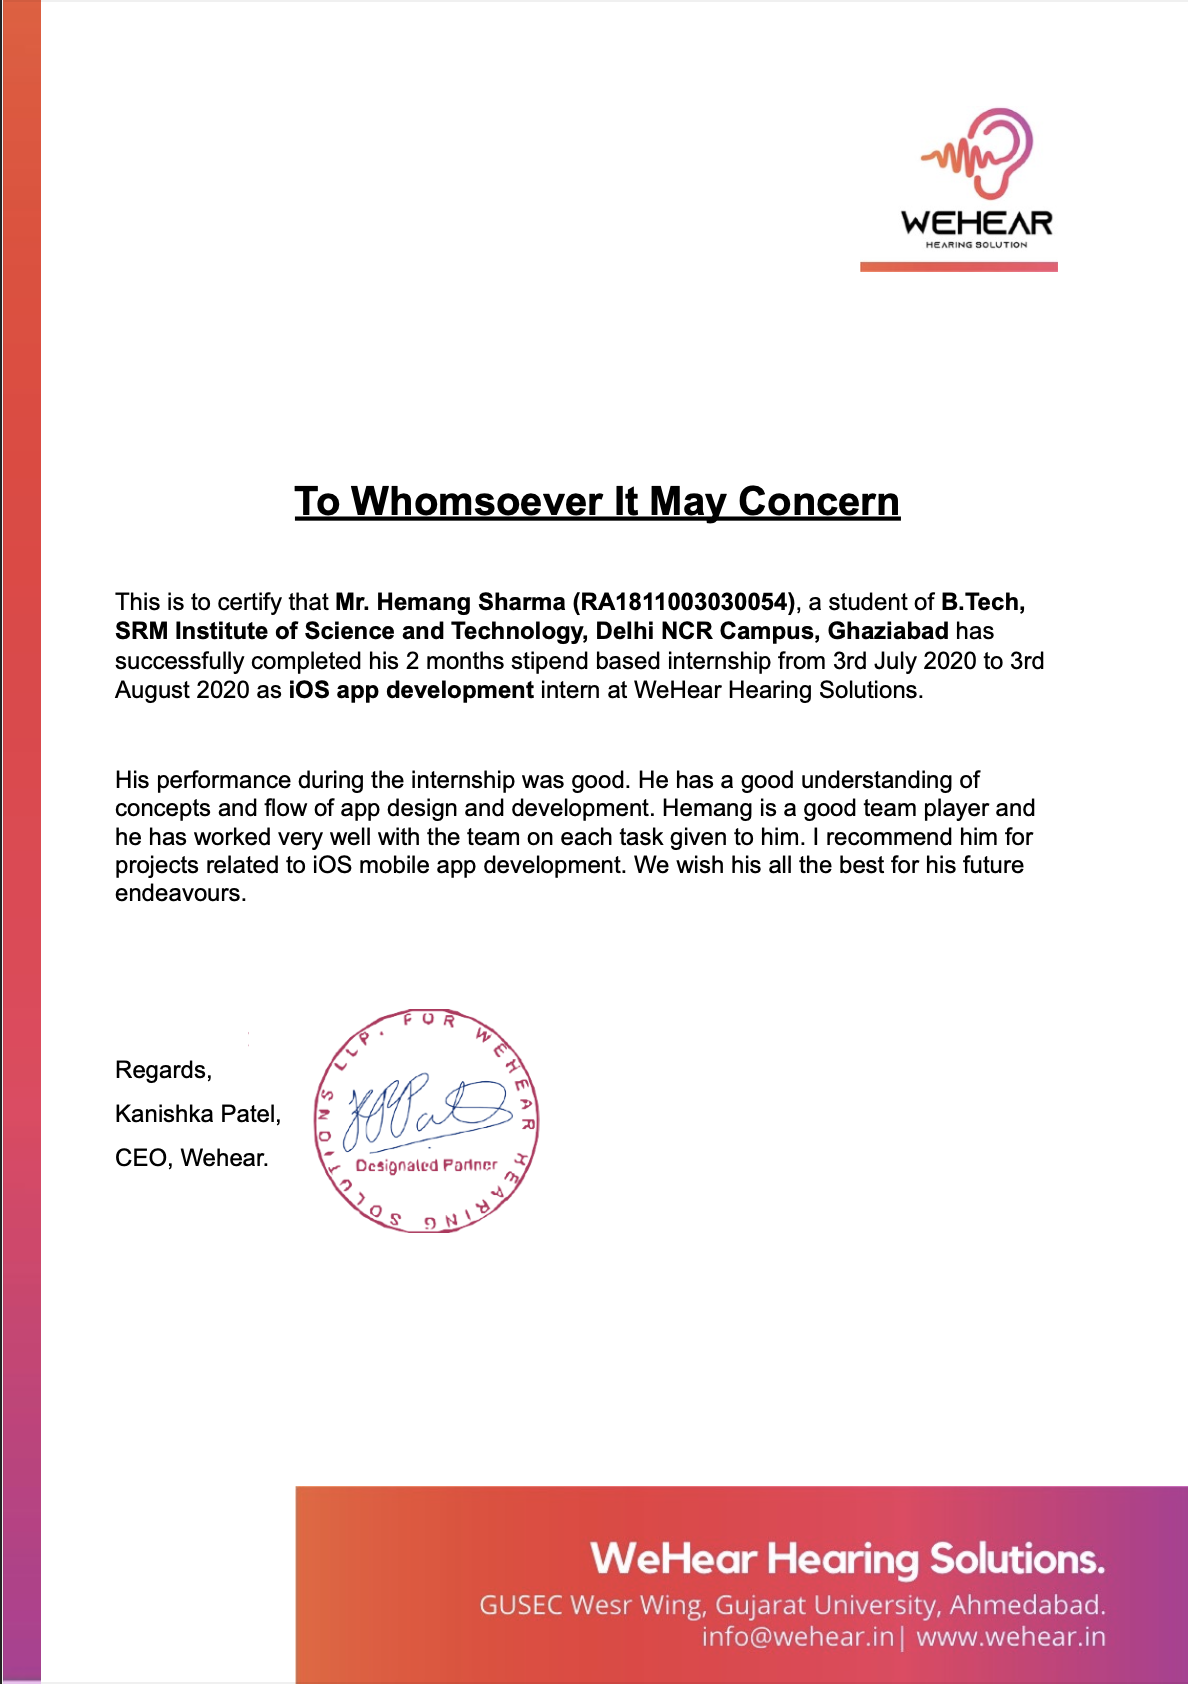 WEHEAR
HEARING SOLUTION
To Whomsoever It May Concern
This is to certify that Mr. Hemang Sharma (RA1811003030054), a student of B.Tech,
SRM Institute of Science and Technology, Delhi NCR Campus, Ghaziabad has
successfully completed his 2 months stipend based internship from 3rd July 2020 to 3rd
August 2020 as iOS app development intern at WeHear Hearing Solutions.
His performance during the internship was good. He has a good understanding of
concepts and flow of app design and development. Hemang is a good team player and
he has worked very well with the team on each task given to him. I recommend him for
projects related to iOS mobile app development. We wish his all the best for his future
endeavours.
Regards,
Kanishka Patel,
CEO, Wehear.
FOR WEHEAR HEARING SOLUTIONS LLP.
Designated Partner
WeHear Hearing Solutions.
GUSEC Wesr Wing, Gujarat University, Ahmedabad.
info@wehear.in| www.wehear.in